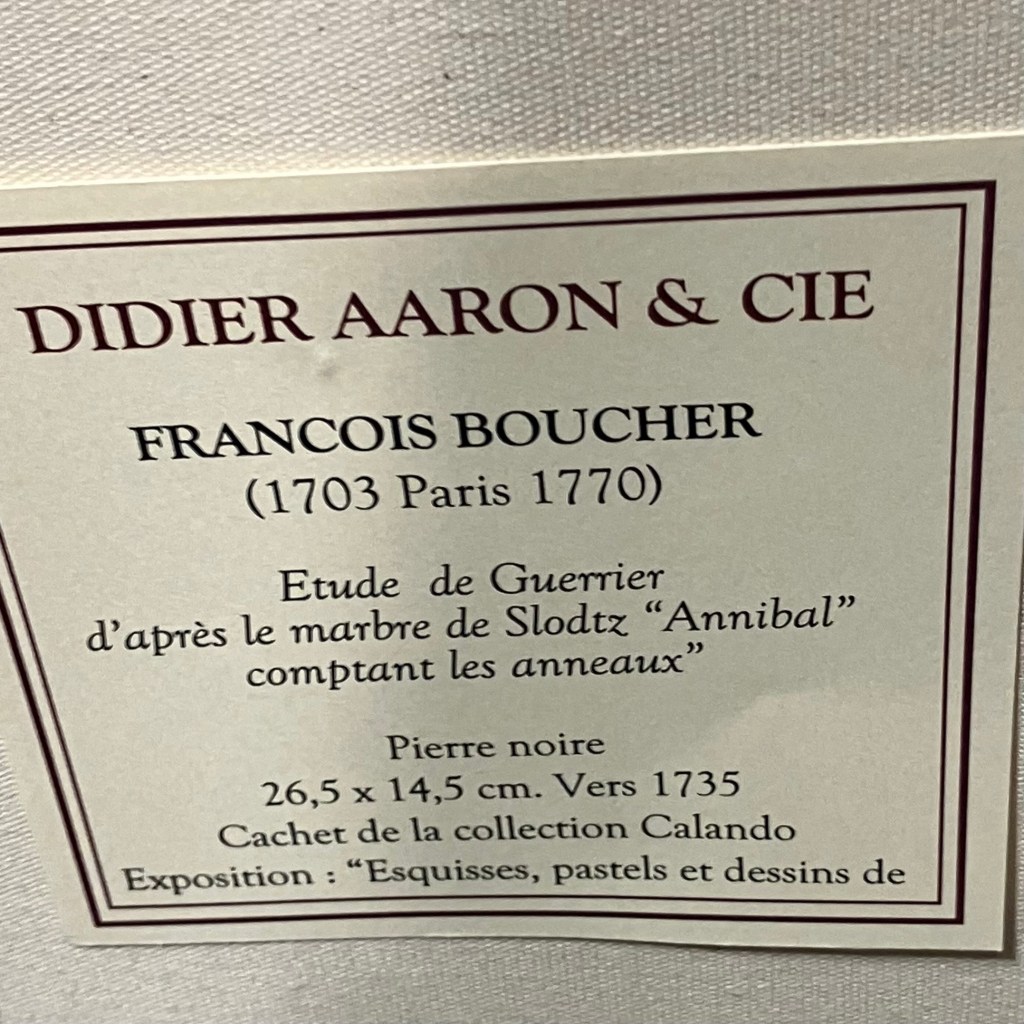 DIDIER AARON & CIE
FRANCOIS BOUCHER
(1703 Paris 1770)
Etude de Guerrier
d'après le marbre de Slodtz "Annibal"
comptant les anneaux"
Pierre noire
26,5 x 14,5 cm. Vers 1735
Cachet de la collection Calando
Exposition : "Esquisses, pastels et dessins de